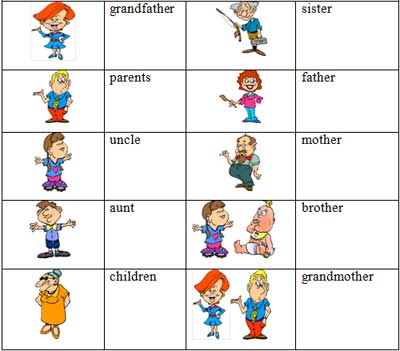 grandfather sister
parents father
uncle mother
aunt brother
children grandmother